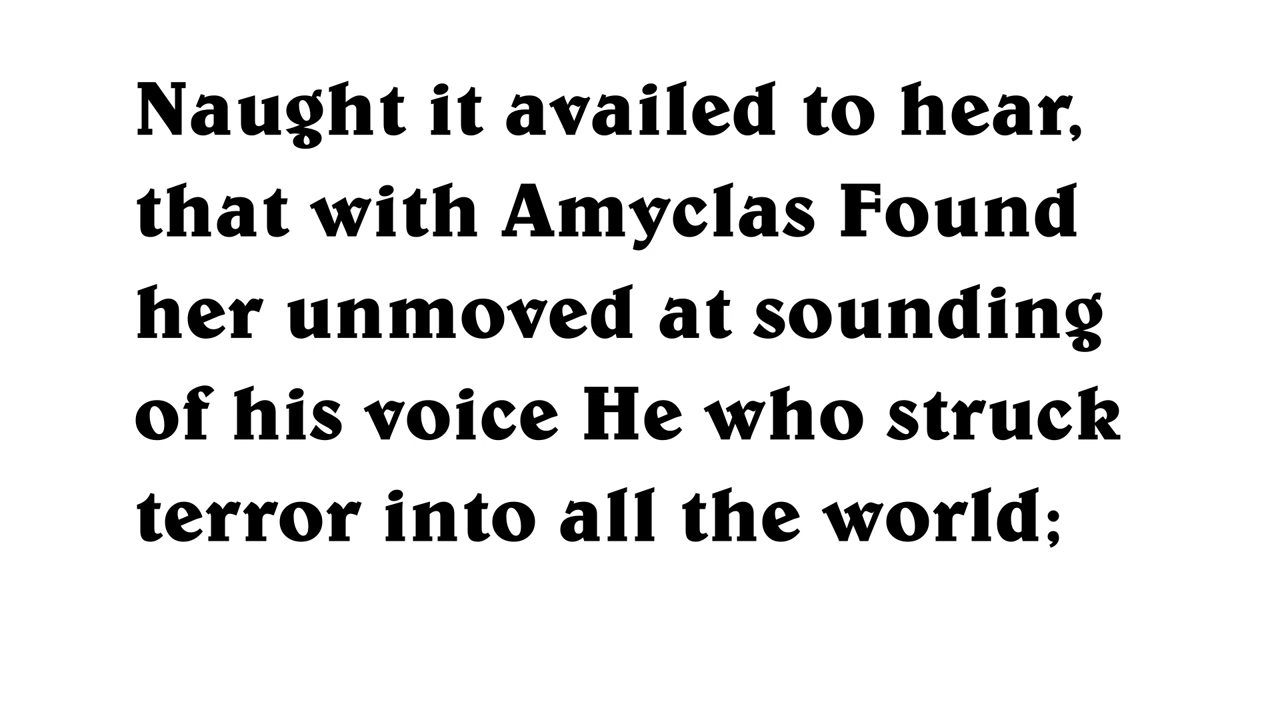 Naught it availed to hear,
that with Amyclas Found
her unmoved at sounding
of his voice He who struck
terror into all the world;